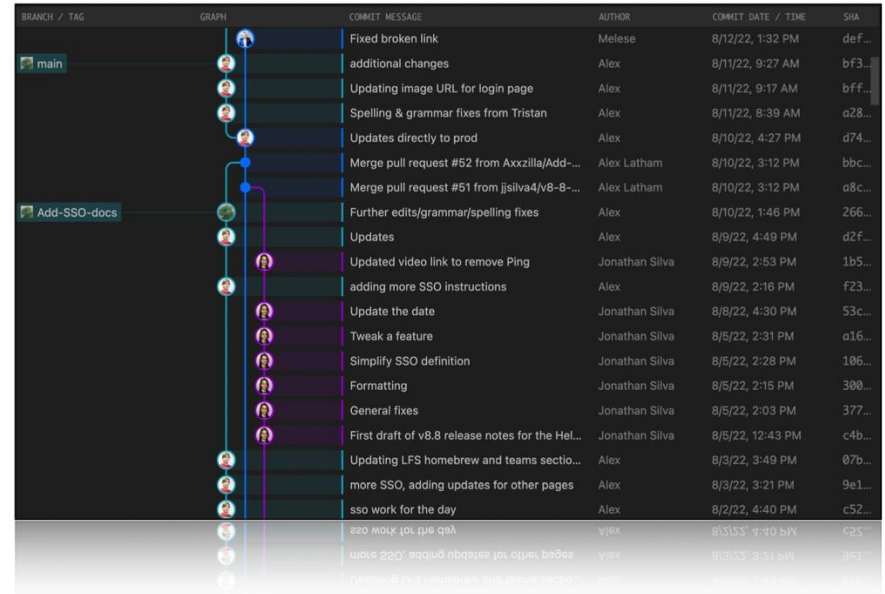 BRANCH / TAG GRAPH COMMIT MESSAGE AUTHOR COMMIT DATE / TIME SHA
Fixed broken link Melese 8/12/22, 1:32 PM def...
main additional changes Alex 8/11/22, 9:27 AM bf3...
Updating image URL for login page Alex 8/11/22, 9:17 AM bff...
Spelling & grammar fixes from Tristan Alex 8/11/22, 8:39 AM a28...
Updates directly to prod Alex 8/10/22, 4:27 PM d74...
Merge pull request #52 from Axxzilla/Add-... Alex Latham 8/10/22, 3:12 PM bbc...
Merge pull request #51 from jjsilva4/v8-8-... Alex Latham 8/10/22, 3:12 PM a8c...
Add-SSO-docs Further edits/grammar/spelling fixes Alex 8/10/22, 1:46 PM 266...
Updates Alex 8/9/22, 4:49 PM d2f...
Updated video link to remove Ping Jonathan Silva 8/9/22, 2:53 PM 1b5...
adding more SSO instructions Alex 8/9/22, 2:16 PM f23...
Update the date Jonathan Silva 8/8/22, 4:30 PM 53c...
Tweak a feature Jonathan Silva 8/5/22, 2:31 PM a16...
Simplify SSO definition Jonathan Silva 8/5/22, 2:28 PM 106...
Formatting Jonathan Silva 8/5/22, 2:15 PM 300...
General fixes Jonathan Silva 8/5/22, 2:03 PM 377...
First draft of v8.8 release notes for the Hel... Jonathan Silva 8/5/22, 12:43 PM c4b...
Updating LFS homebrew and teams sectio... Alex 8/3/22, 3:49 PM 07b...
more SSO, adding updates for other pages Alex 8/3/22, 3:21 PM 9e1...
sso work for the day Alex 8/2/22, 4:40 PM c52...